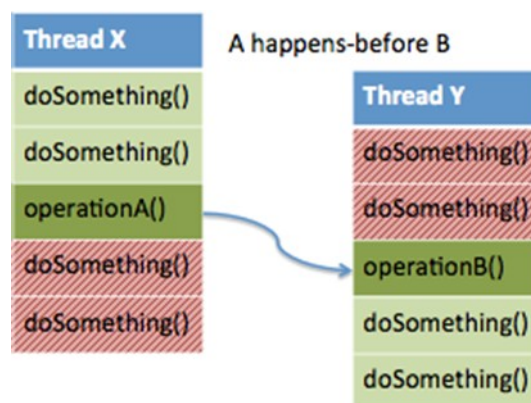 Thread X
A happens-before B
doSomething()
doSomething()
operationA()
doSomething()
doSomething()
Thread Y
doSomething()
doSomething()
operationB()
doSomething()
doSomething()